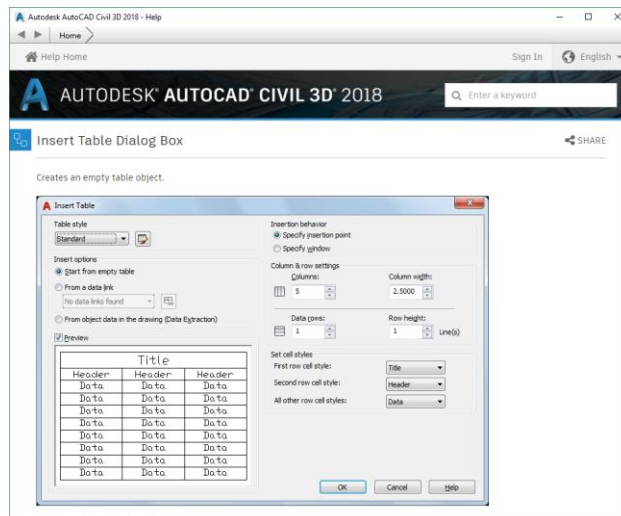 Autodesk AutoCAD Civil 3D 2018 - Help
Home
Help Home
Sign In
English
AUTODESK® AUTOCAD® CIVIL 3D® 2018
Enter a keyword
Insert Table Dialog Box
SHARE
Creates an empty table object.
Insert Table
Table style
Standard
Insert options
Start from empty table
From a data link
No data links found
From object data in the drawing (Data Extraction)
Preview
Title
Header Header Header
Data Data Data
Data Data Data
Data Data Data
Data Data Data
Data Data Data
Data Data Data
Data Data Data
Data Data Data
Insertion behavior
Specify insertion point
Specify window
Column & row settings
Columns: Column width:
5 2.5000
Data rows: Row height:
1 1 Line(s)
Set cell styles
First row cell style: Title
Second row cell style: Header
All other row cell styles: Data
OK Cancel Help